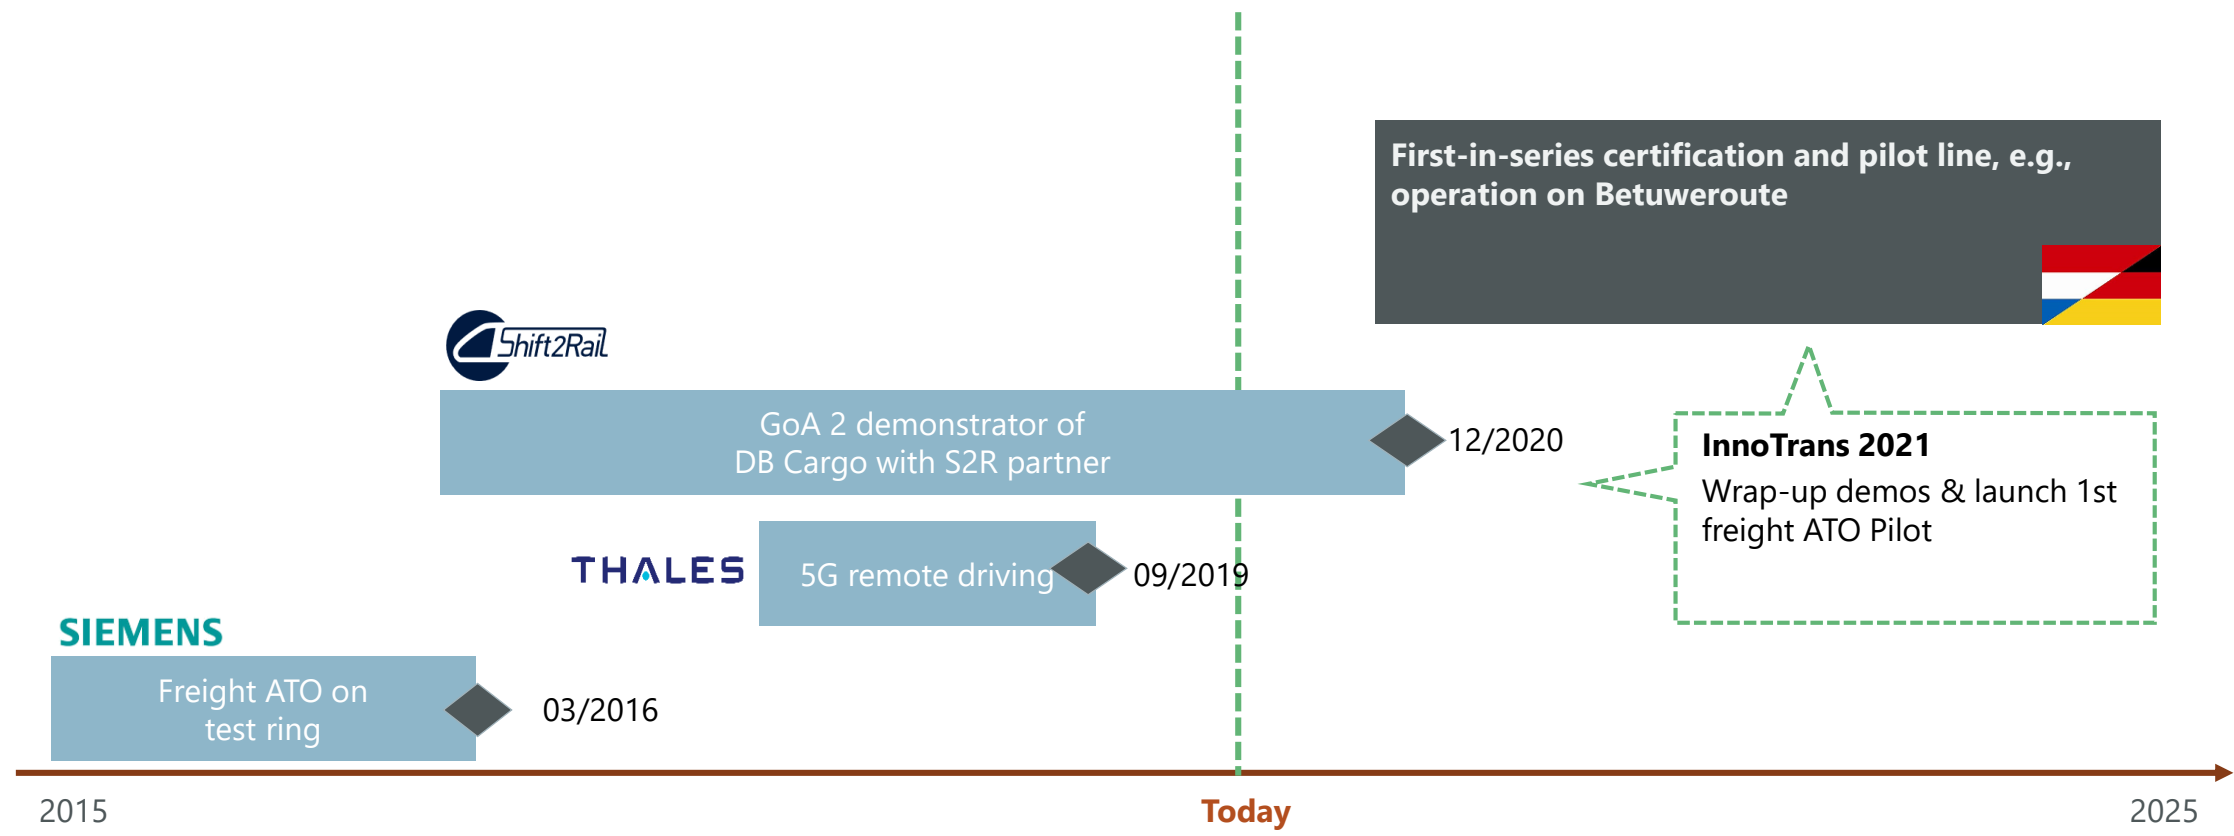 First-in-series certification and pilot line, e.g.,
operation on Betuweroute
Shift2Rail
GoA 2 demonstrator of
DB Cargo with S2R partner
12/2020
InnoTrans 2021
Wrap-up demos & launch 1st
freight ATO Pilot
THALES
5G remote driving
09/2019
SIEMENS
Freight ATO on
test ring
03/2016
2015
Today
2025